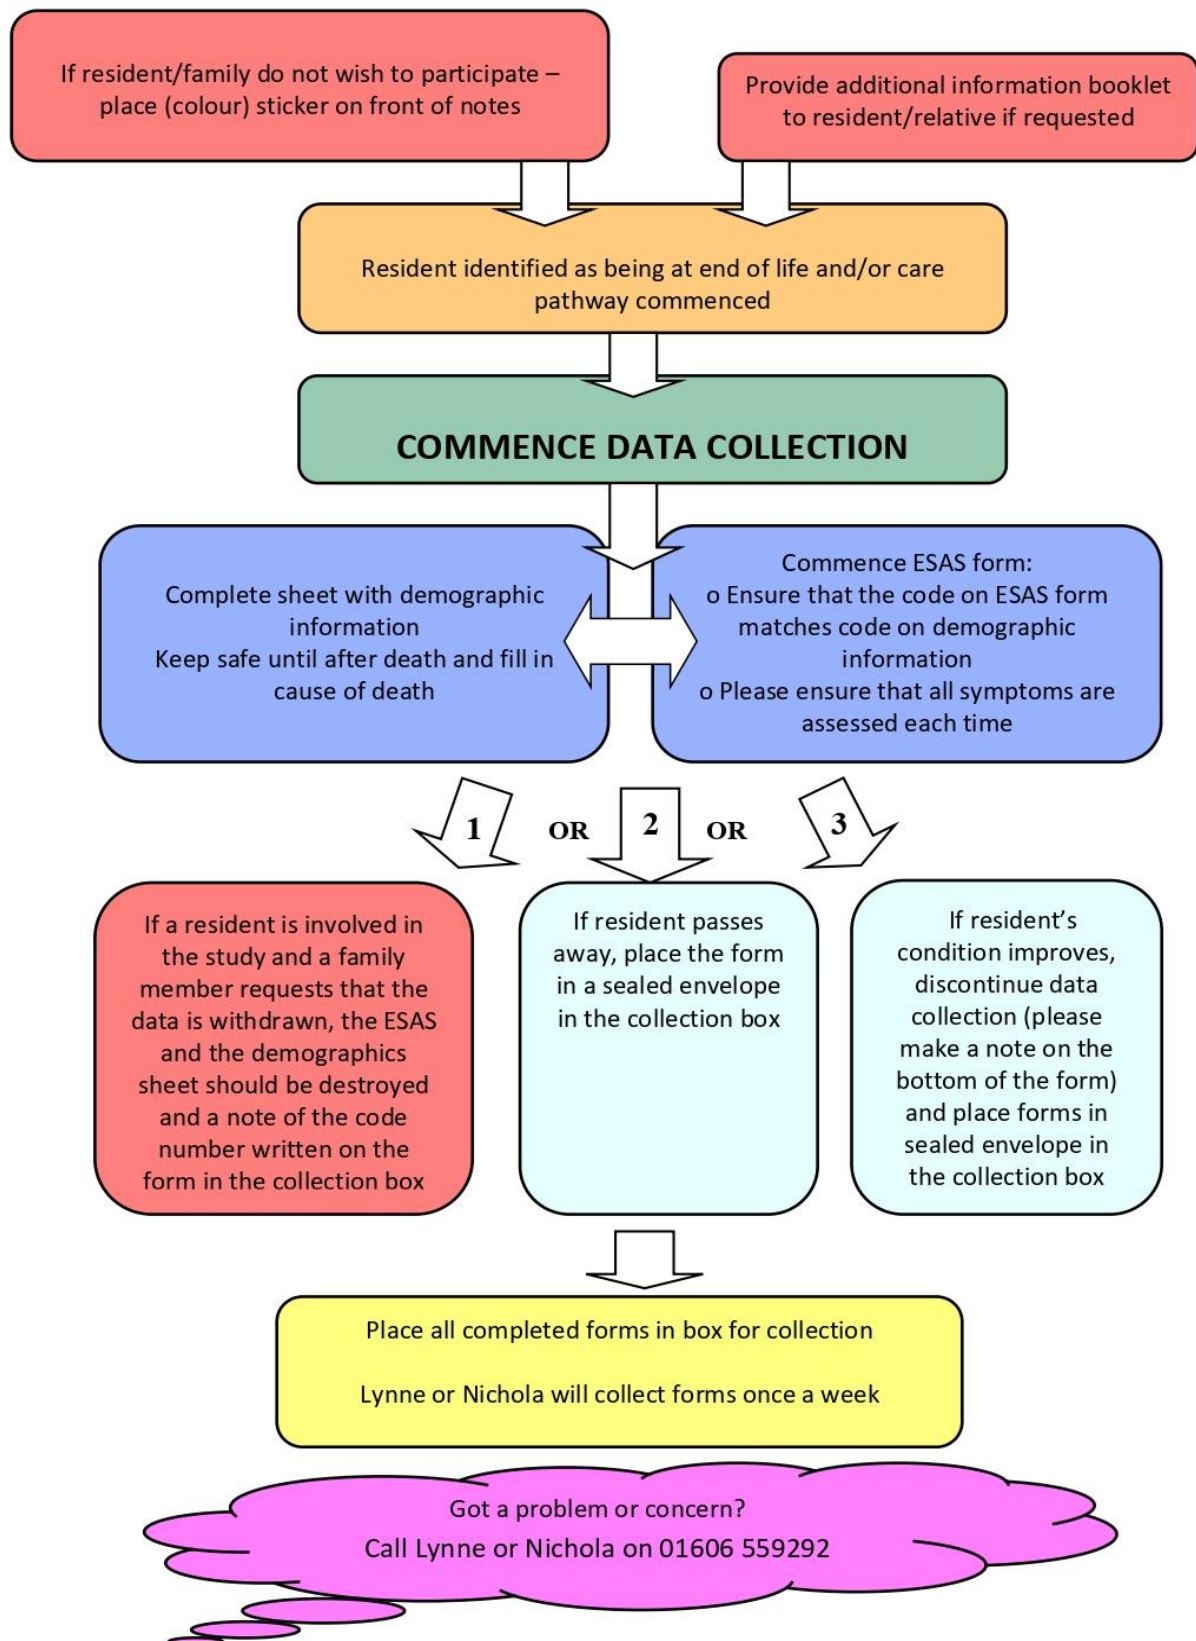 If resident/family do not wish to participate –
place (colour) sticker on front of notes
Provide additional information booklet
to resident/relative if requested
Resident identified as being at end of life and/or care
pathway commenced
COMMENCE DATA COLLECTION
Complete sheet with demographic
information
Keep safe until after death and fill in
cause of death
Commence ESAS form:
o Ensure that the code on ESAS form
matches code on demographic
information
o Please ensure that all symptoms are
assessed each time
1 OR 2 OR 3
If a resident is involved in
the study and a family
member requests that the
data is withdrawn, the ESAS
and the demographics
sheet should be destroyed
and a note of the code
number written on the
form in the collection box
If resident passes
away, place the form
in a sealed envelope
in the collection box
If resident’s
condition improves,
discontinue data
collection (please
make a note on the
bottom of the form)
and place forms in
sealed envelope in
the collection box
Place all completed forms in box for collection
Lynne or Nichola will collect forms once a week
Got a problem or concern?
Call Lynne or Nichola on 01606 559292